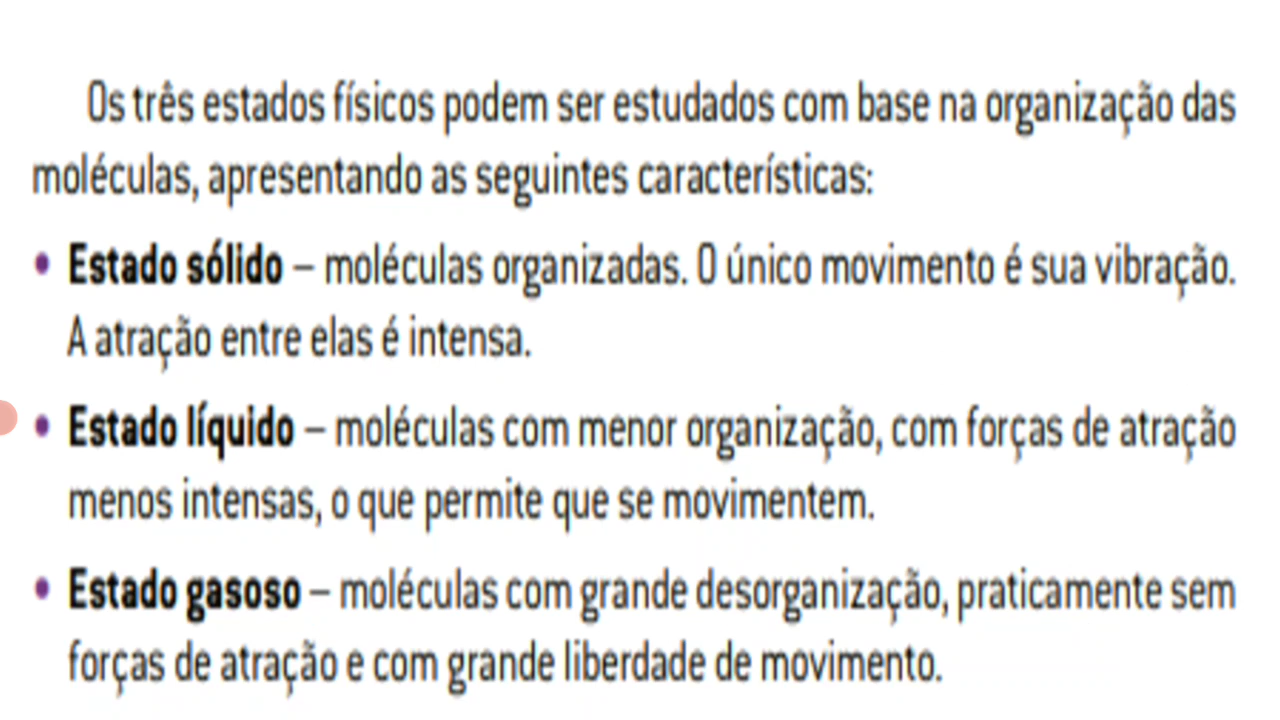 Os três estados físicos podem ser estudados com base na organização das
moléculas, apresentando as seguintes características:
• Estado sólido – moléculas organizadas. O único movimento é sua vibração.
A atração entre elas é intensa.
• Estado líquido – moléculas com menor organização, com forças de atração
menos intensas, o que permite que se movimentem.
• Estado gasoso – moléculas com grande desorganização, praticamente sem
forças de atração e com grande liberdade de movimento.